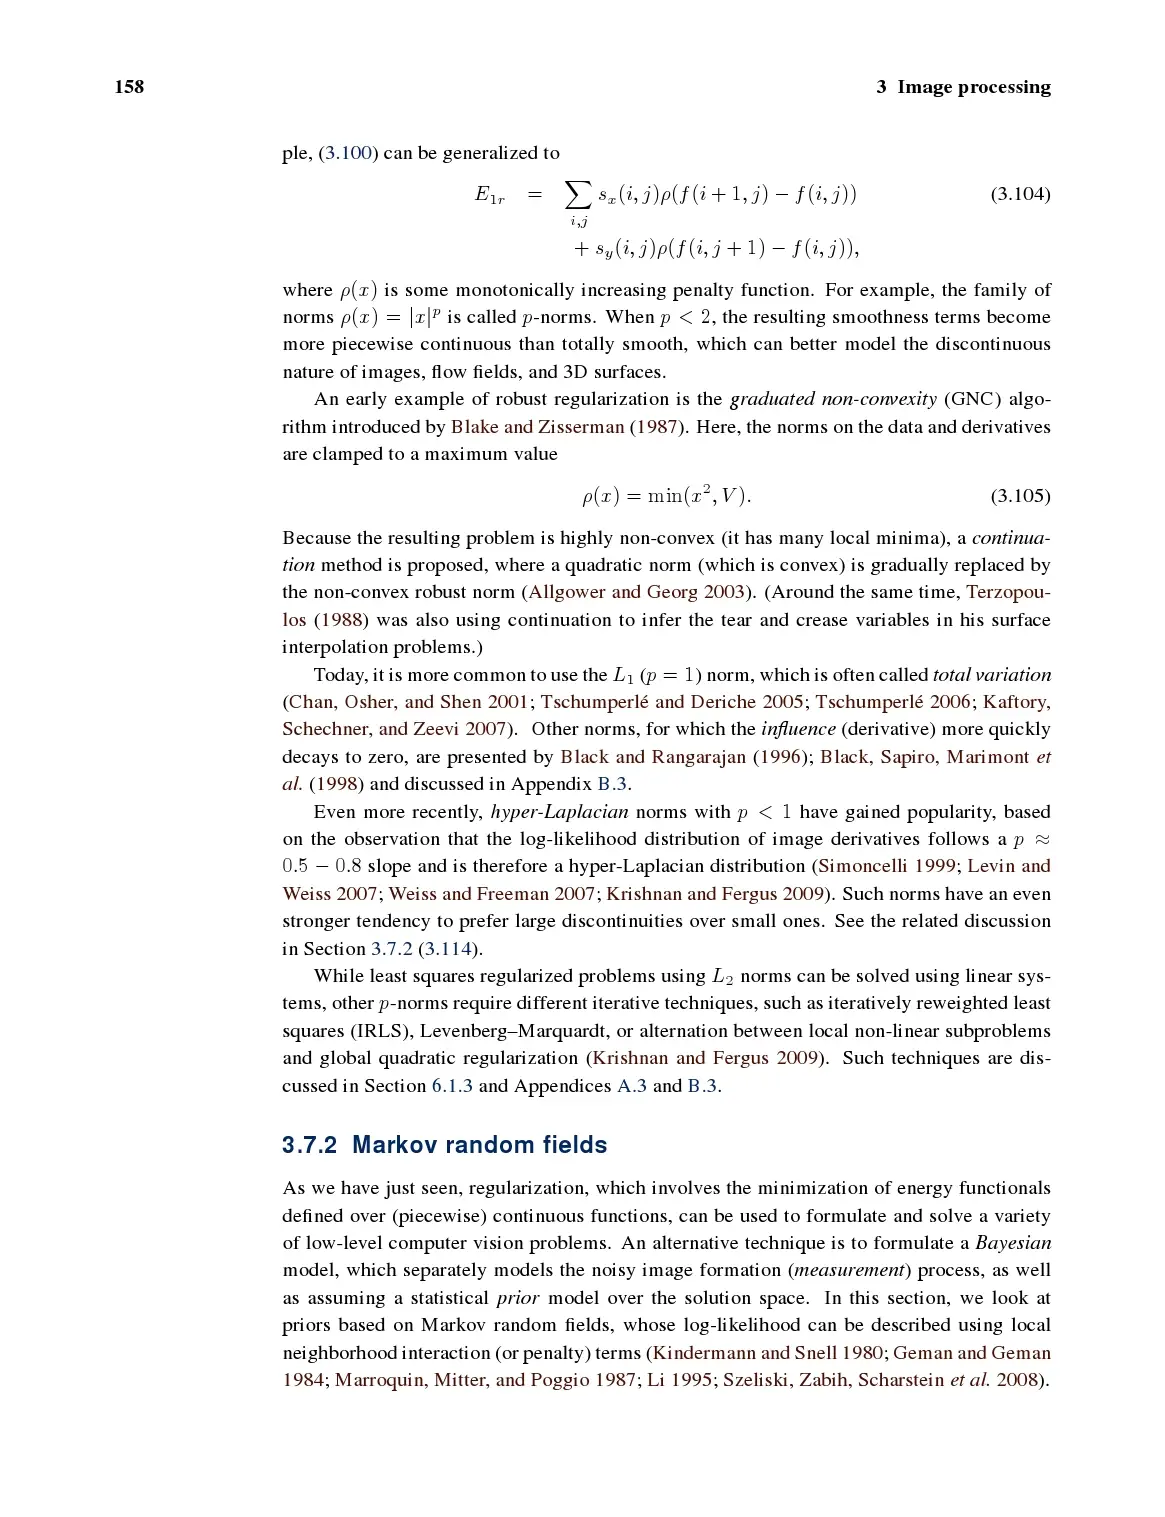 158
3 Image processing
ple, (3.100) can be generalized to
E₁ᵣ = ∑ sₓ(i, j)ρ(f(i + 1, j) − f(i, j)) (3.104)
i,j
+ s_y(i, j)ρ(f(i, j + 1) − f(i, j)),
where ρ(x) is some monotonically increasing penalty function. For example, the family of
norms ρ(x) = |x|ᵖ is called p-norms. When p < 2, the resulting smoothness terms become
more piecewise continuous than totally smooth, which can better model the discontinuous
nature of images, flow fields, and 3D surfaces.
An early example of robust regularization is the graduated non-convexity (GNC) algo-
rithm introduced by Blake and Zisserman (1987). Here, the norms on the data and derivatives
are clamped to a maximum value
ρ(x) = min(x², V). (3.105)
Because the resulting problem is highly non-convex (it has many local minima), a continua-
tion method is proposed, where a quadratic norm (which is convex) is gradually replaced by
the non-convex robust norm (Allgower and Georg 2003). (Around the same time, Terzopou-
los (1988) was also using continuation to infer the tear and crease variables in his surface
interpolation problems.)
Today, it is more common to use the L₁ (p = 1) norm, which is often called total variation
(Chan, Osher, and Shen 2001; Tschumperlé and Deriche 2005; Tschumperlé 2006; Kaftory,
Schechner, and Zeevi 2007). Other norms, for which the influence (derivative) more quickly
decays to zero, are presented by Black and Rangarajan (1996); Black, Sapiro, Marimont et
al. (1998) and discussed in Appendix B.3.
Even more recently, hyper-Laplacian norms with p < 1 have gained popularity, based
on the observation that the log-likelihood distribution of image derivatives follows a p ≈
0.5 − 0.8 slope and is therefore a hyper-Laplacian distribution (Simoncelli 1999; Levin and
Weiss 2007; Weiss and Freeman 2007; Krishnan and Fergus 2009). Such norms have an even
stronger tendency to prefer large discontinuities over small ones. See the related discussion
in Section 3.7.2 (3.114).
While least squares regularized problems using L₂ norms can be solved using linear sys-
tems, other p-norms require different iterative techniques, such as iteratively reweighted least
squares (IRLS), Levenberg–Marquardt, or alternation between local non-linear subproblems
and global quadratic regularization (Krishnan and Fergus 2009). Such techniques are dis-
cussed in Section 6.1.3 and Appendices A.3 and B.3.
3.7.2 Markov random fields
As we have just seen, regularization, which involves the minimization of energy functionals
defined over (piecewise) continuous functions, can be used to formulate and solve a variety
of low-level computer vision problems. An alternative technique is to formulate a Bayesian
model, which separately models the noisy image formation (measurement) process, as well
as assuming a statistical prior model over the solution space. In this section, we look at
priors based on Markov random fields, whose log-likelihood can be described using local
neighborhood interaction (or penalty) terms (Kindermann and Snell 1980; Geman and Geman
1984; Marroquin, Mitter, and Poggio 1987; Li 1995; Szeliski, Zabih, Scharstein et al. 2008).